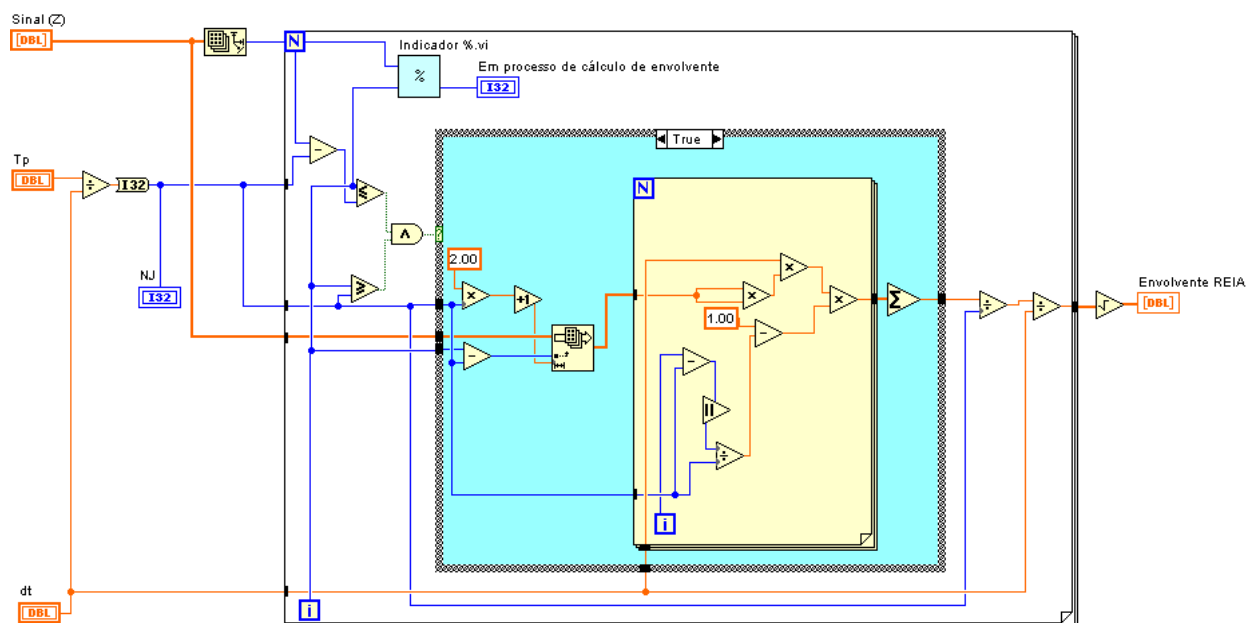 Sinal (Z)
[DBL]
N
Indicador %.vi
%
Em processo de cálculo de envolvente
I32
True
Tp
DBL
÷
I32
-
≤
∧
?
N
NJ
I32
≥
2.00
×
+1
×
×
×
1.00
-
Σ
÷
÷
√
Envolvente REIA
[DBL]
-
-
||
÷
i
dt
DBL
i